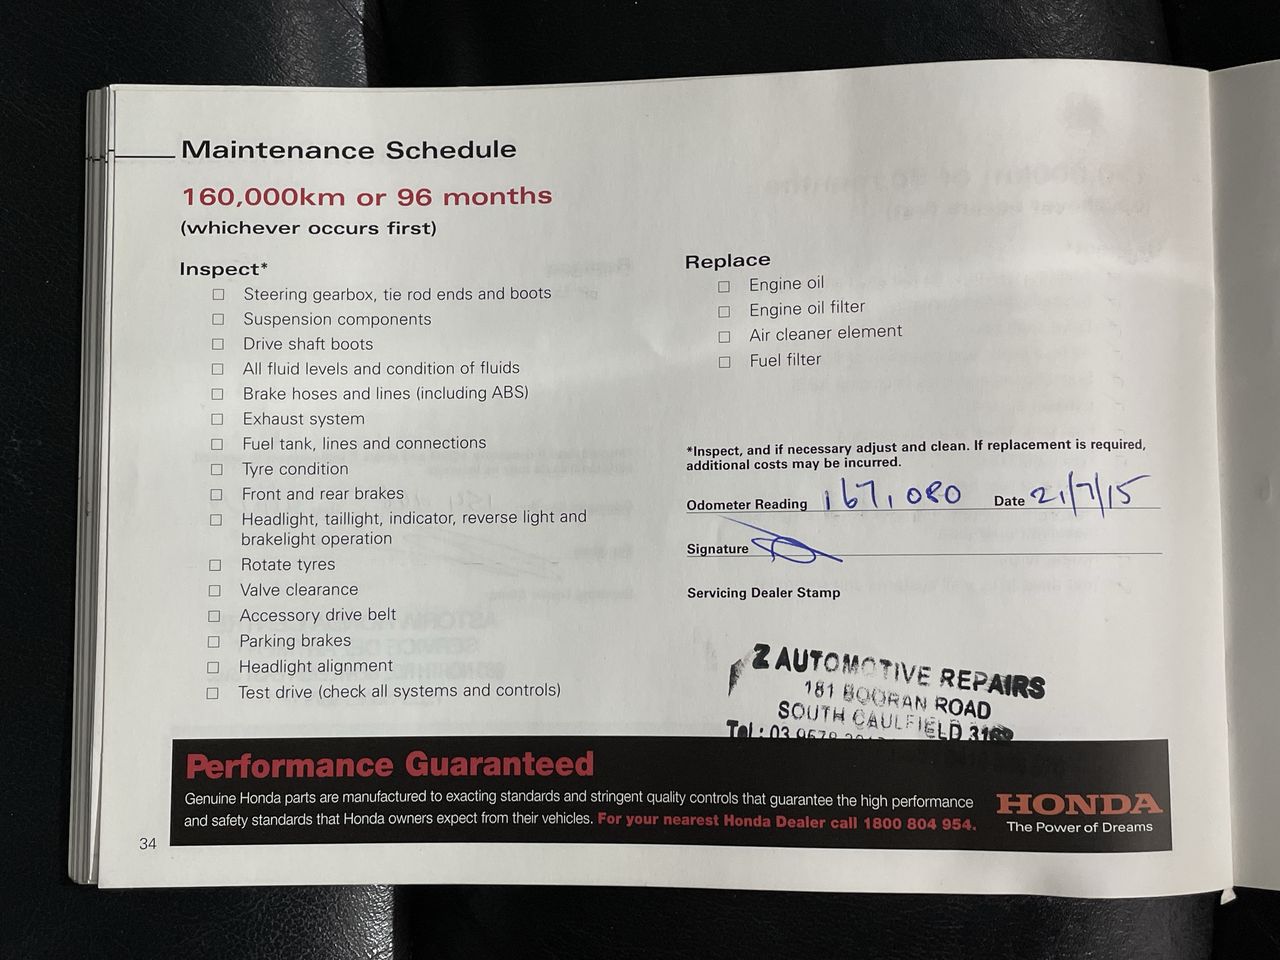 Maintenance Schedule
160,000km or 96 months
(whichever occurs first)
Inspect*
Steering gearbox, tie rod ends and boots
Suspension components
Drive shaft boots
All fluid levels and condition of fluids
Brake hoses and lines (including ABS)
Exhaust system
Fuel tank, lines and connections
Tyre condition
Front and rear brakes
Headlight, taillight, indicator, reverse light and
brakelight operation
Rotate tyres
Valve clearance
Accessory drive belt
Parking brakes
Headlight alignment
Test drive (check all systems and controls)
Replace
Engine oil
Engine oil filter
Air cleaner element
Fuel filter
*Inspect, and if necessary adjust and clean. If replacement is required,
additional costs may be incurred.
Odometer Reading 167,080 Date 21/7/15
Signature
Servicing Dealer Stamp
Z AUTOMOTIVE REPAIRS
181 BOORAN ROAD
SOUTH CAULFIELD 3162
Tel: 03
Performance Guaranteed
Genuine Honda parts are manufactured to exacting standards and stringent quality controls that guarantee the high performance
and safety standards that Honda owners expect from their vehicles. For your nearest Honda Dealer call 1800 804 954.
HONDA
The Power of Dreams
34